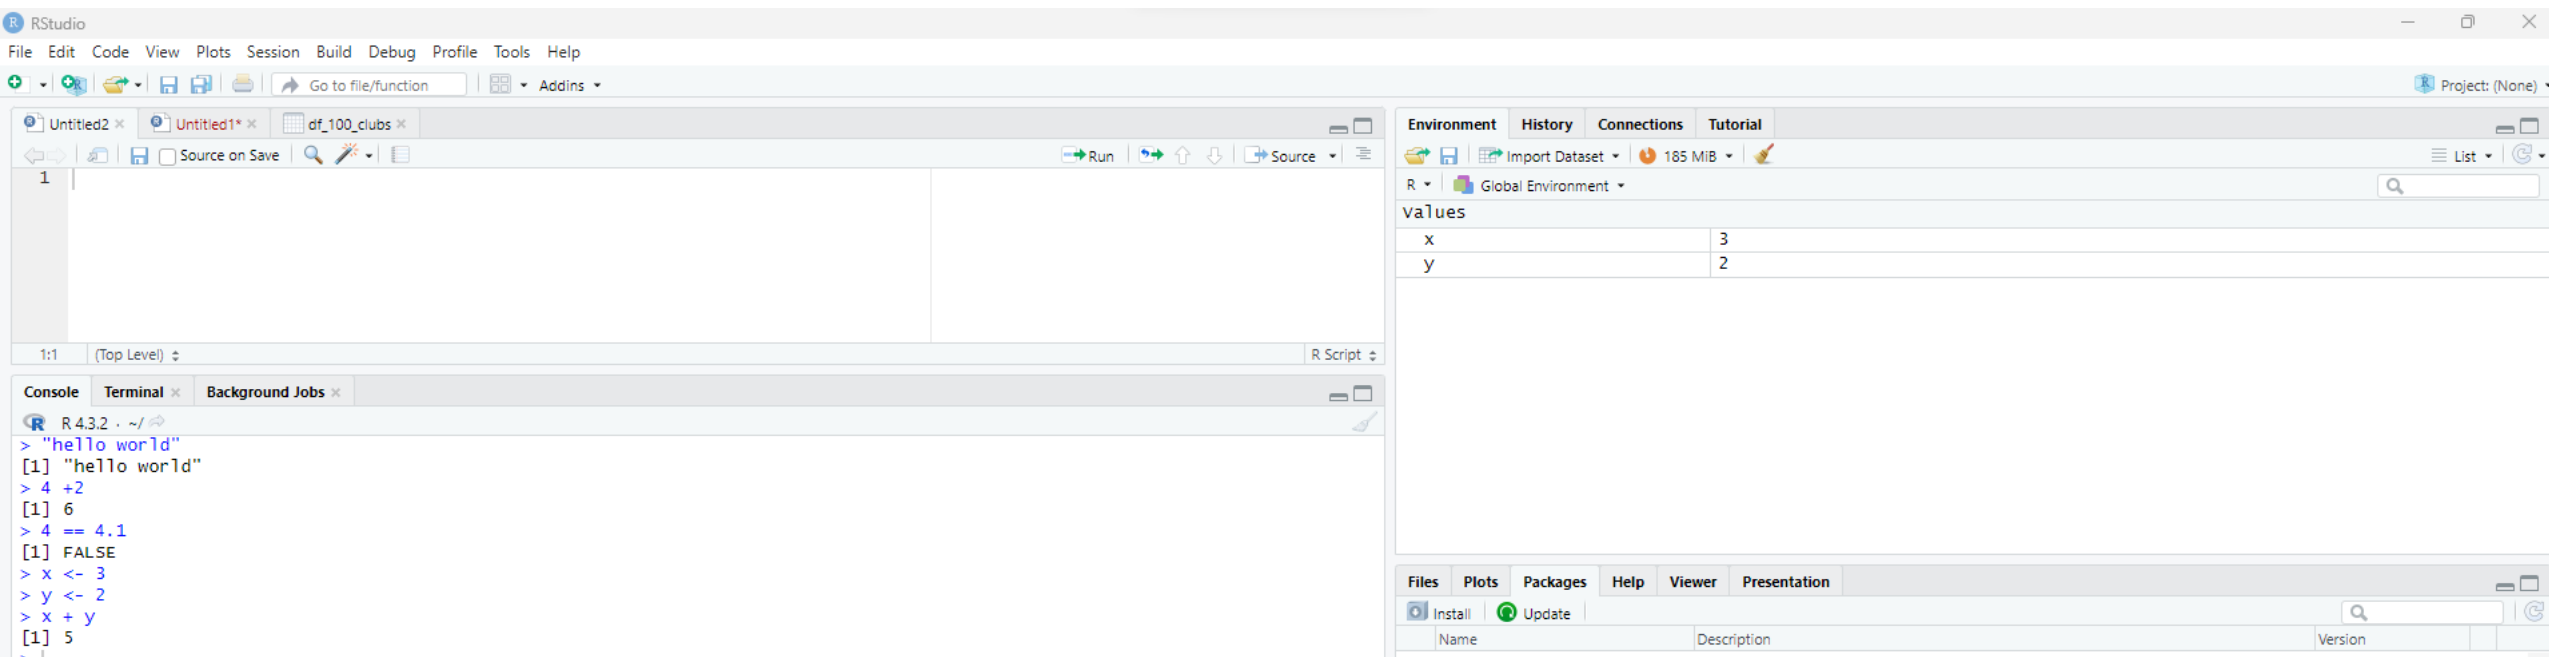 RStudio
File Edit Code View Plots Session Build Debug Profile Tools Help
Go to file/function Addins Project: (None)
Untitled2 Untitled1* df_100_clubs
Source on Save Run Source
1
1:1 (Top Level) R Script
Console Terminal Background Jobs
R 4.3.2 · ~/
> "hello world"
[1] "hello world"
> 4 +2
[1] 6
> 4 == 4.1
[1] FALSE
> x <- 3
> y <- 2
> x + y
[1] 5
>
Environment History Connections Tutorial
Import Dataset 185 MiB List
R Global Environment
Values
x 3
y 2
Files Plots Packages Help Viewer Presentation
Install Update
Name Description Version